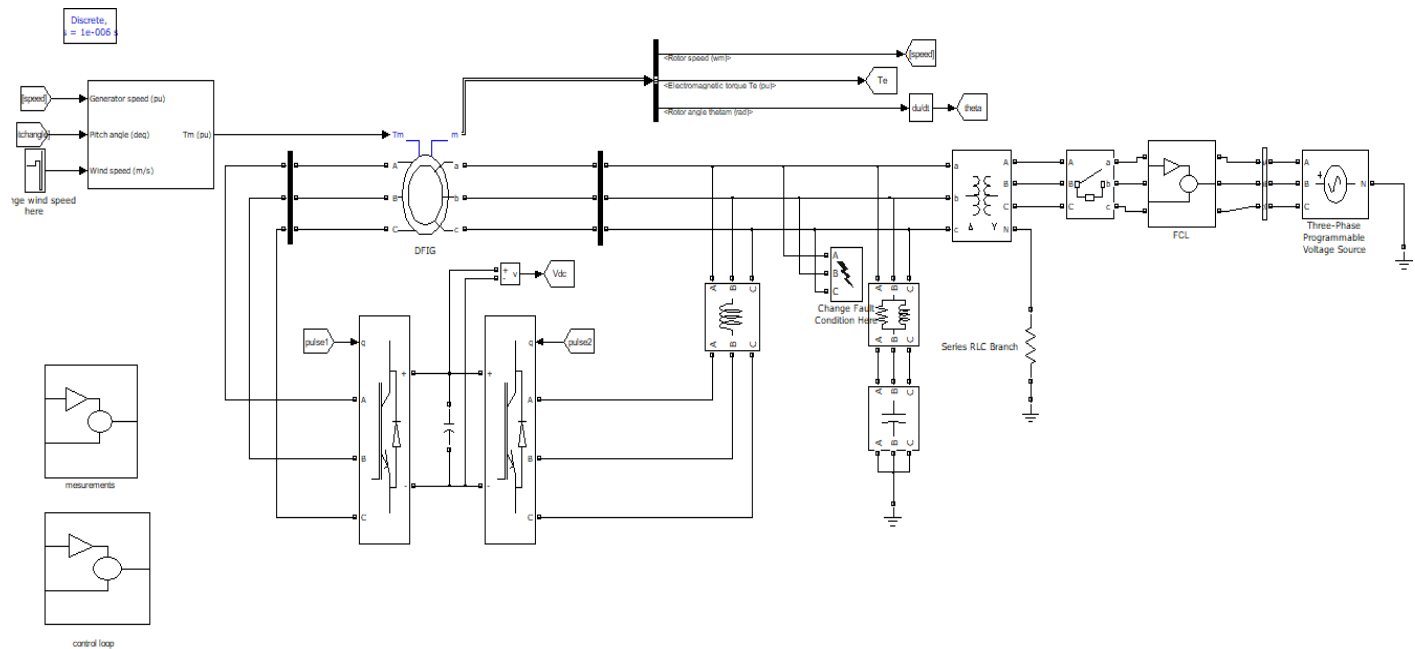 Discrete,
s = 1e-006 s
[speed]
Generator speed (pu)
itchangle]
Pitch angle (deg)
Tm (pu)
Wind speed (m/s)
nge wind speed
here
Tm
m
A
B
C
a
b
c
DFIG
<Rotor speed (wm)>
[speed]
<Electromagnetic torque Te (pu)>
Te
<Rotor angle thetam (rad)>
du/dt
theta
+
-
v
Vdc
pulse1
g
A
B
C
+
-
+
-
g
A
B
C
pulse2
A
B
C
A
B
C
A
B
C
Change Fault
Condition Here
A
B
C
A
B
C
A
B
C
A
B
C
a
b
c
Δ
Y
A
B
C
N
Series RLC Branch
A
B
C
a
b
c
FCL
A
B
C
+
N
Three-Phase
Programmable
Voltage Source
mesurements
control loop